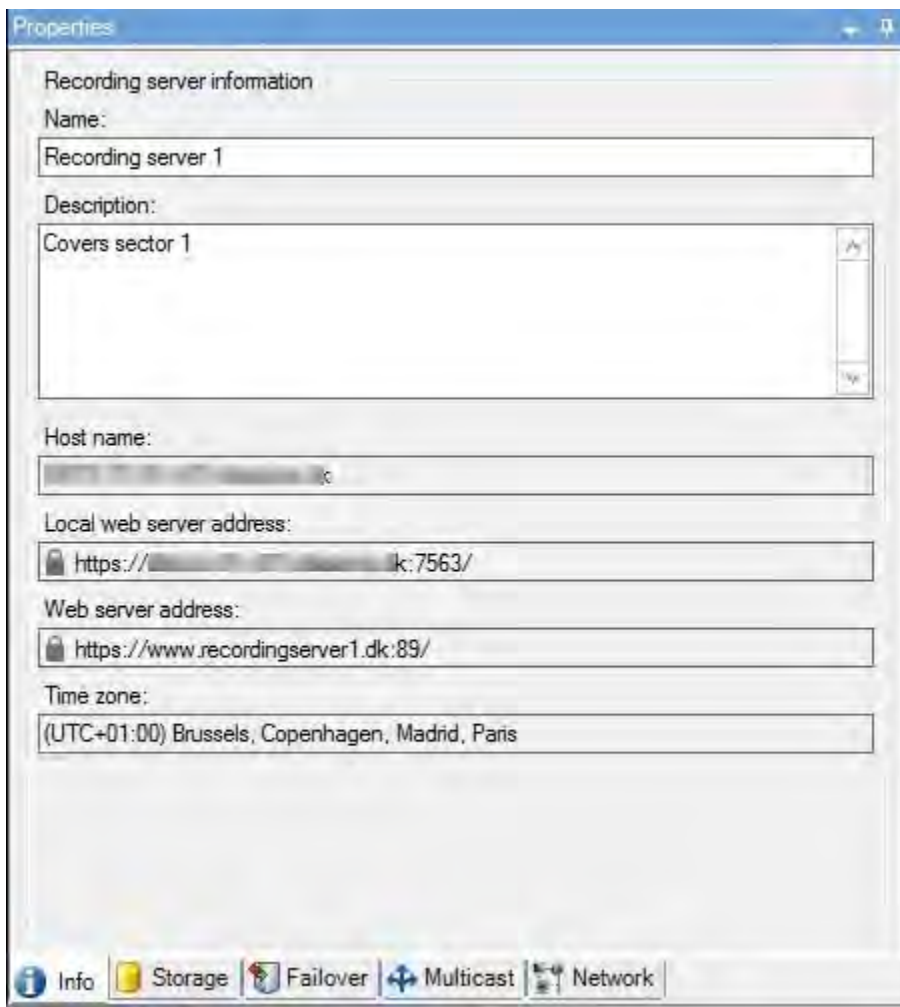 Properties
Recording server information
Name:
Recording server 1
Description:
Covers sector 1
Host name:
k
Local web server address:
https:// k:7563/
Web server address:
https://www.recordingserver1.dk:89/
Time zone:
(UTC+01:00) Brussels, Copenhagen, Madrid, Paris
Info Storage Failover Multicast Network